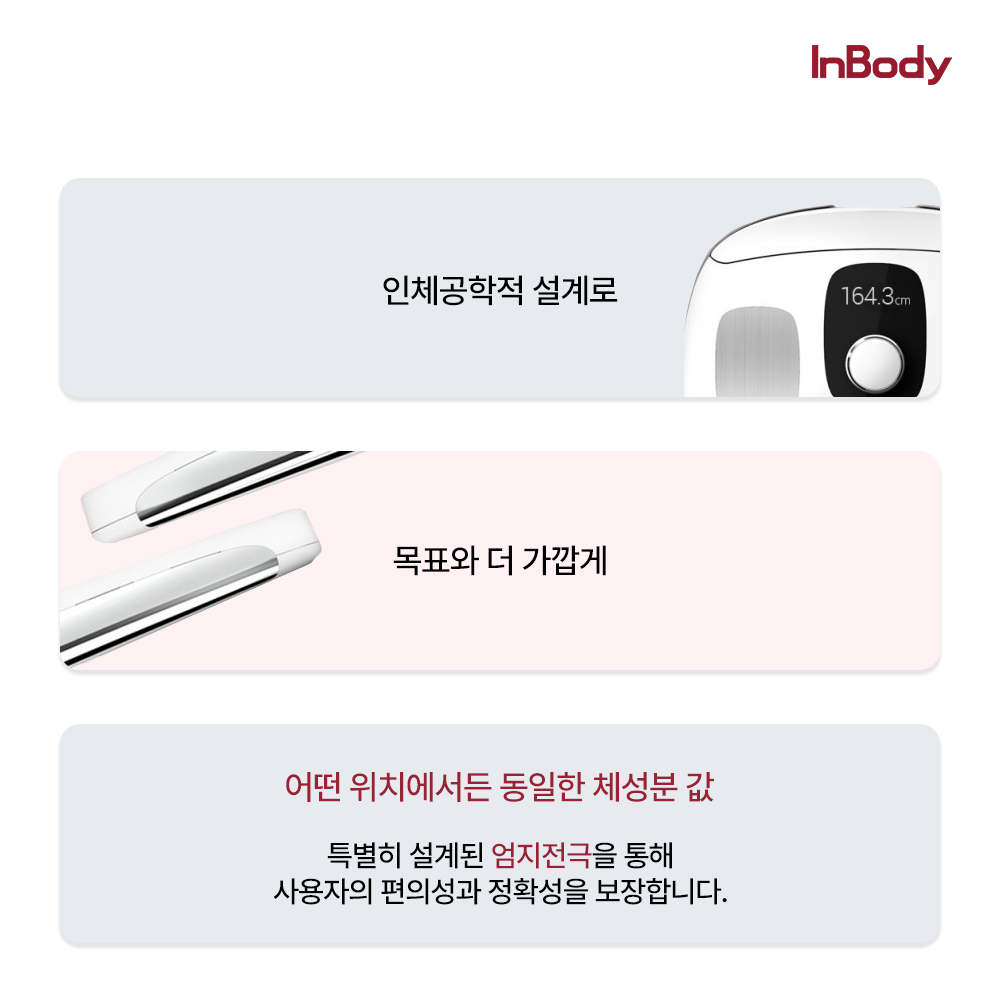 InBody
인체공학적 설계로
164.3cm
목표와 더 가깝게
어떤 위치에서든 동일한 체성분 값
특별히 설계된 엄지전극을 통해
사용자의 편의성과 정확성을 보장합니다.